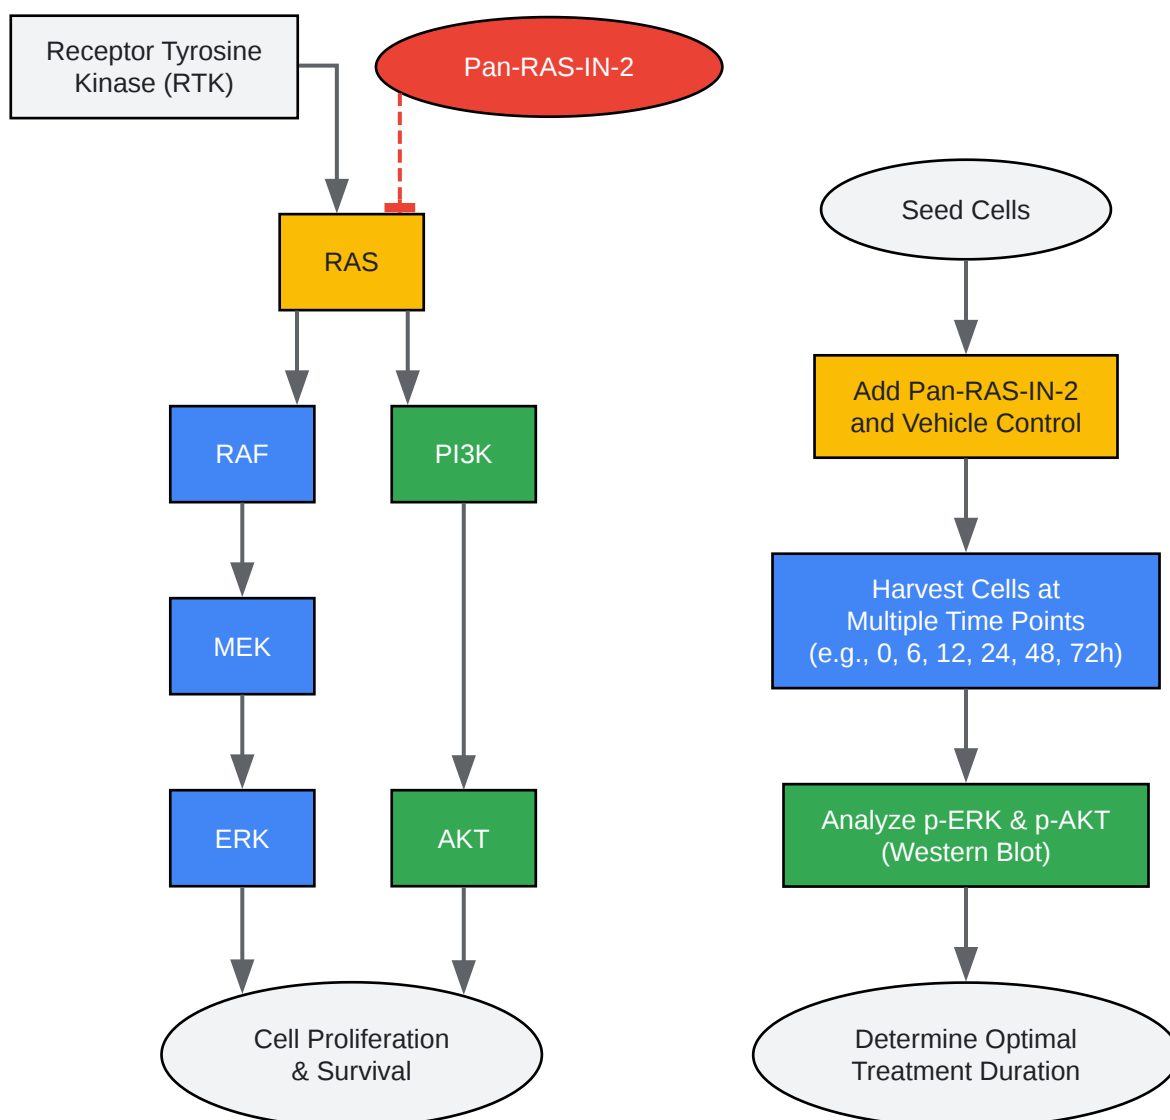 Receptor Tyrosine
Kinase (RTK)
Pan-RAS-IN-2
RAS
RAF
PI3K
MEK
ERK
AKT
Cell Proliferation
& Survival
Seed Cells
Add Pan-RAS-IN-2
and Vehicle Control
Harvest Cells at
Multiple Time Points
(e.g., 0, 6, 12, 24, 48, 72h)
Analyze p-ERK & p-AKT
(Western Blot)
Determine Optimal
Treatment Duration